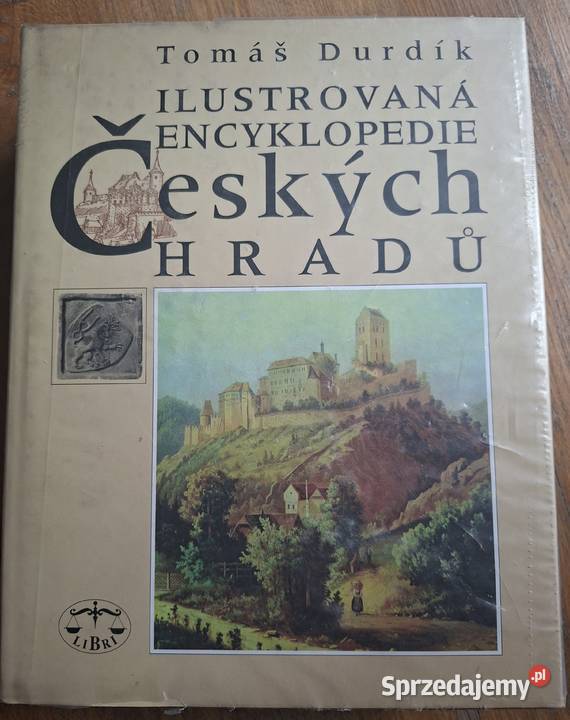 Tomáš Durdík
ILUSTROVANÁ
ENCYKLOPEDIE
Českých
HRADŮ
LIBRI
Sprzedajemy.pl